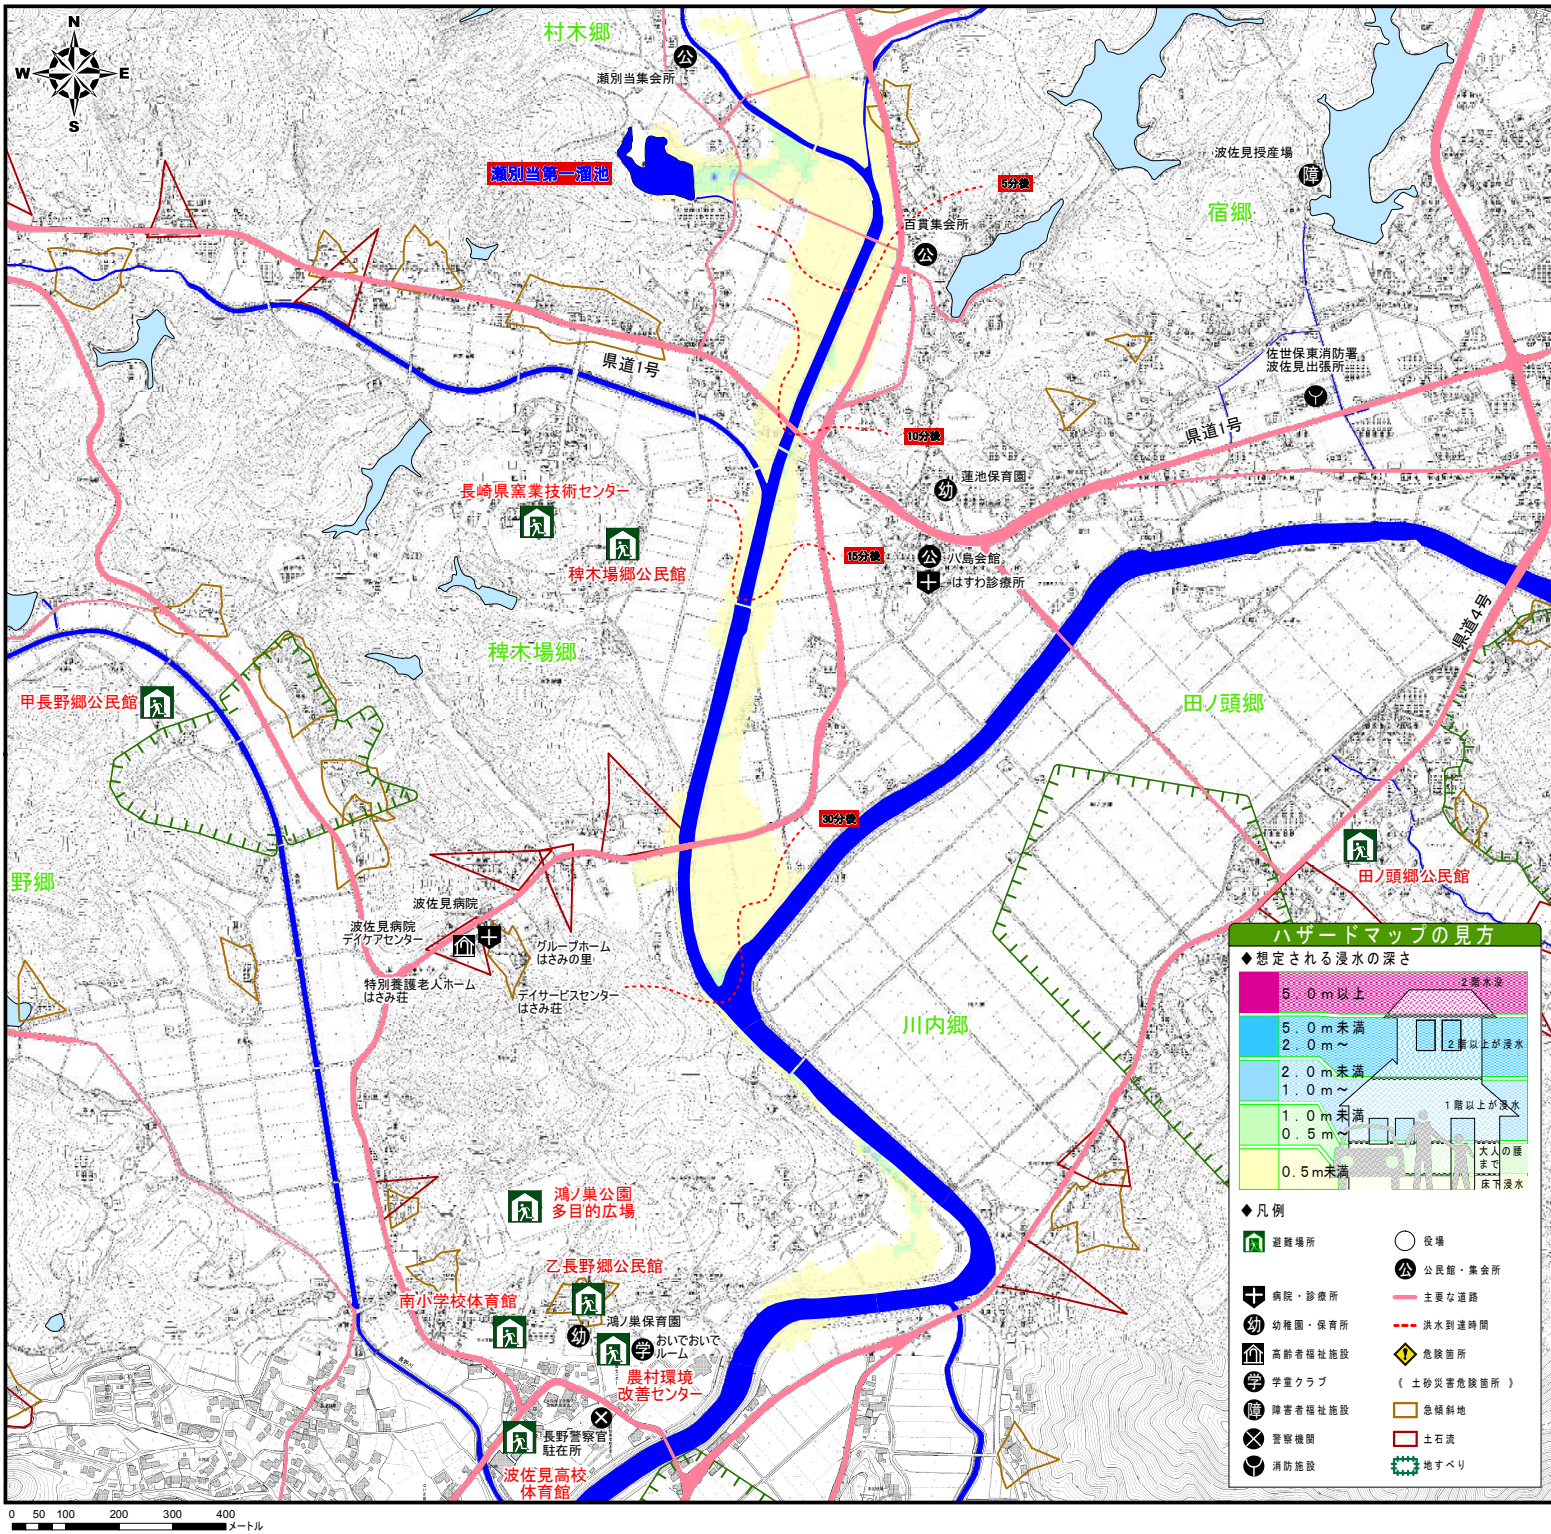 N
W
E
S
村木郷
瀬別当集会所
瀬別当第一溜池
5分後
百貫集会所
波佐見授産場
宿郷
県道1号
佐世保東消防署
波佐見出張所
県道1号
10分後
蓮池保育園
長崎県窯業技術センター
稗木場郷公民館
15分後
八島会館
はすわ診療所
県道4号
稗木場郷
甲長野郷公民館
田ノ頭郷
30分後
野郷
田ノ頭郷公民館
波佐見病院
波佐見病院
デイケアセンター
グループホーム
はさみの里
特別養護老人ホーム
はさみ荘
デイサービスセンター
はさみ荘
川内郷
鴻ノ巣公園
多目的広場
乙長野郷公民館
南小学校体育館
鴻ノ巣保育園
おいでおいで
ルーム
農村環境
改善センター
長野警察官
駐在所
波佐見高校
体育館
ハザードマップの見方
◆想定される浸水の深さ
5.0m以上
2階水没
5.0m未満
2.0m～
2階以上が浸水
2.0m未満
1.0m～
1階以上が浸水
1.0m未満
0.5m～
大人の腰
まで
0.5m未満
床下浸水
◆凡例
避難場所
役場
公 公民館・集会所
病院・診療所
主要な道路
幼 幼稚園・保育所
洪水到達時間
高齢者福祉施設
危険箇所
学 学童クラブ
《 土砂災害危険箇所 》
障 障害者福祉施設
急傾斜地
警察機関
土石流
消防施設
地すべり
0 50 100 200 300 400
メートル